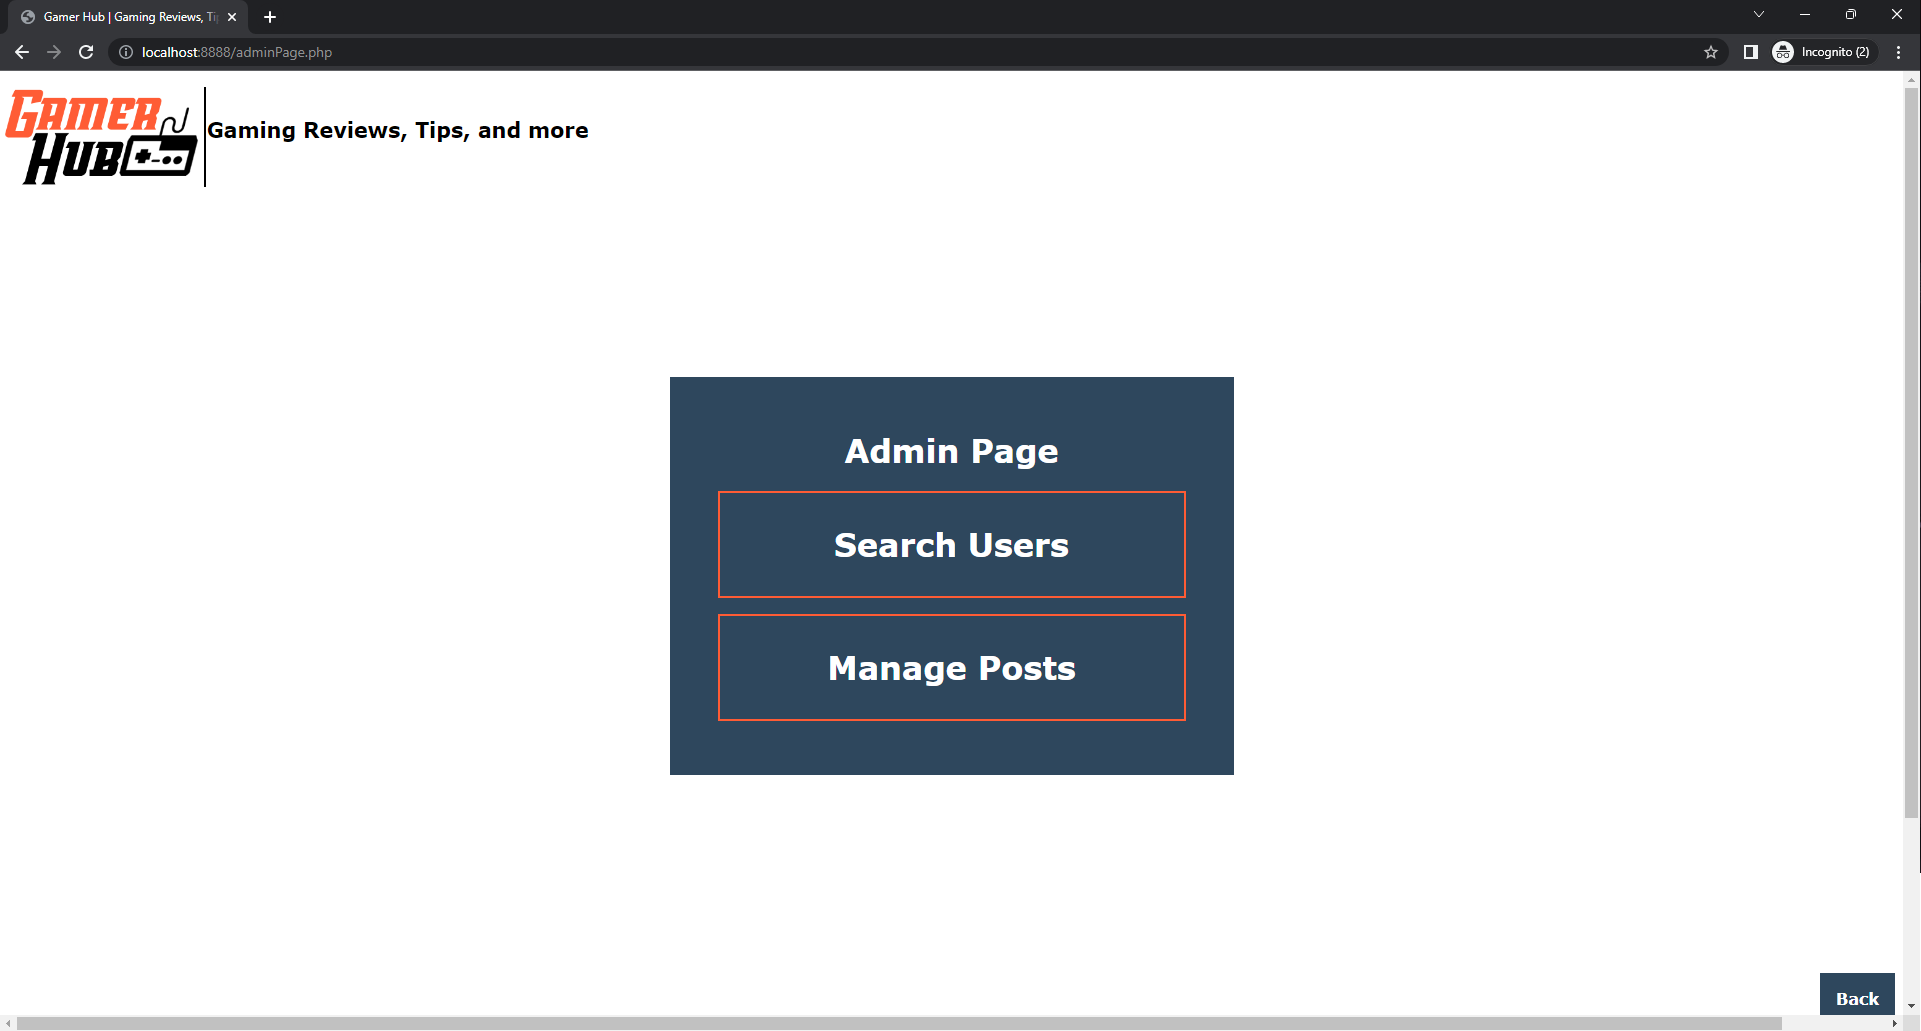 Gamer Hub | Gaming Reviews, Ti
localhost:8888/adminPage.php
Incognito (2)
GAMER
HUB
Gaming Reviews, Tips, and more
Admin Page
Search Users
Manage Posts
Back